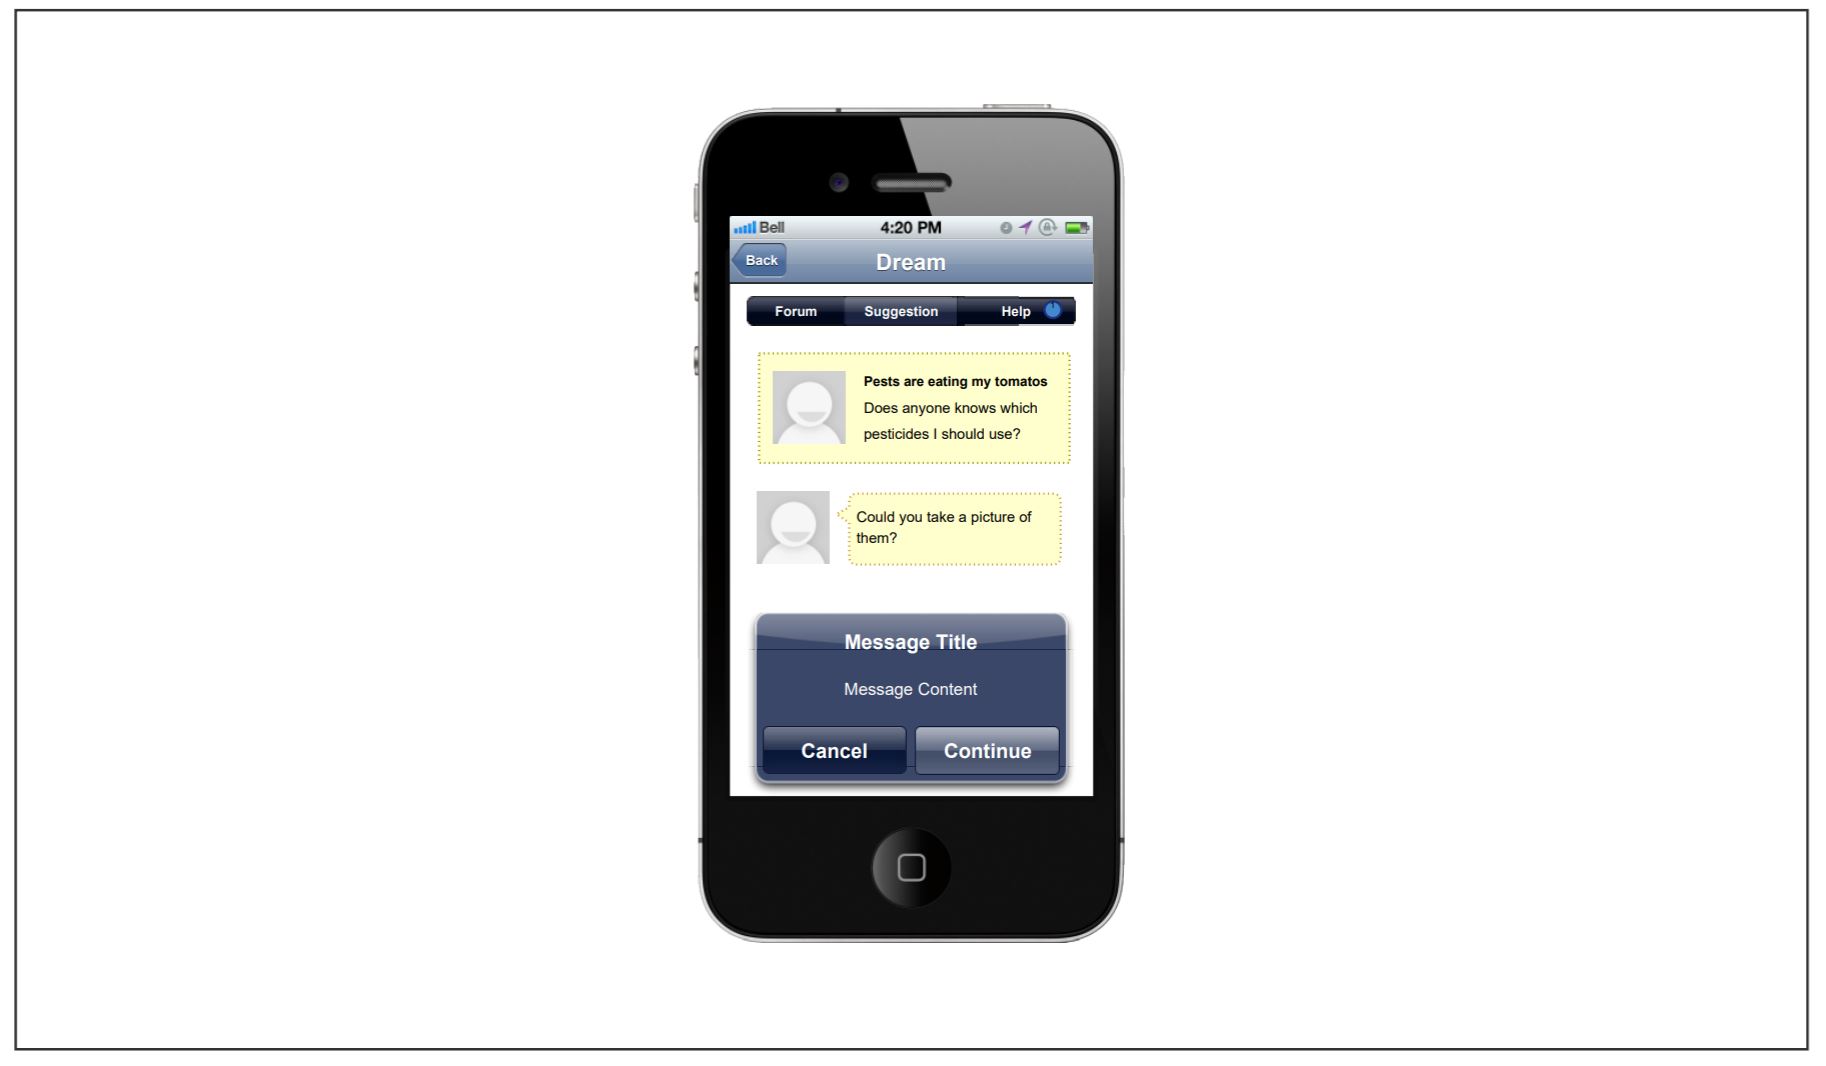 Bell 4:20 PM
Back Dream
Forum Suggestion Help
Pests are eating my tomatos
Does anyone knows which
pesticides I should use?
Could you take a picture of
them?
Message Title
Message Content
Cancel Continue